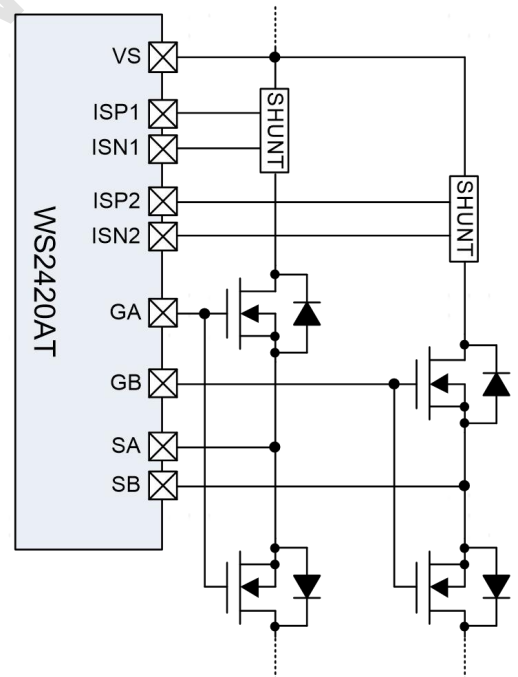 VS
ISP1
ISN1
ISP2
ISN2
GA
GB
SA
SB
WS2420AT
SHUNT
SHUNT